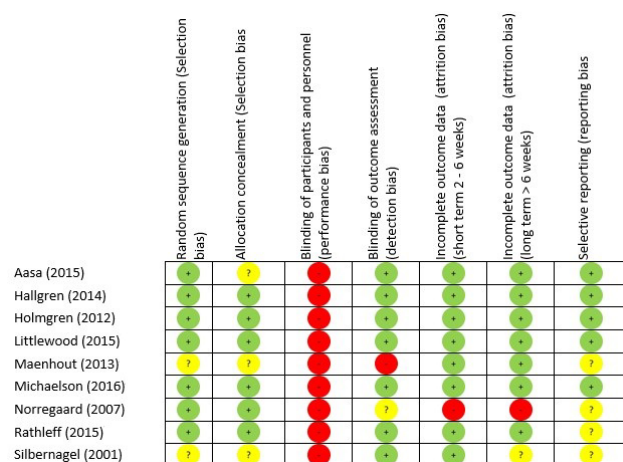 Random sequence generation (Selection
bias)
Allocation concealment (Selection bias
Blinding of participants and personnel
(performance bias)
Blinding of outcome assessment
(detection bias)
Incomplete outcome data (attrition bias)
(short term 2 - 6 weeks)
Incomplete outcome data (attrition bias)
(long term > 6 weeks)
Selective reporting (reporting bias
Aasa (2015) + ? + + + +
Hallgren (2014) + + + + + +
Holmgren (2012) + + + + + +
Littlewood (2015) + + + + + +
Maenhout (2013) ? ? + + ?
Michaelson (2016) + + + + + +
Norregaard (2007) + + ? ?
Rathleff (2015) + + + + + ?
Silbernagel (2001) ? ? + + ? ?